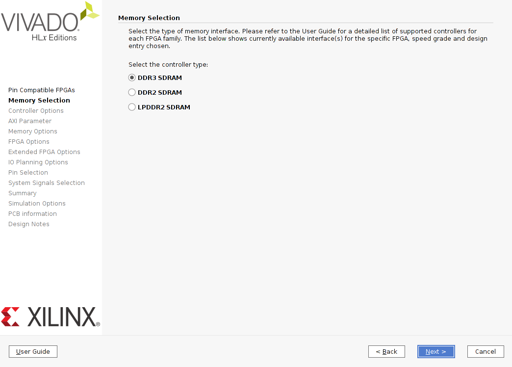 VIVADO.
HLx Editions
Pin Compatible FPGAs
Memory Selection
Controller Options
AXI Parameter
Memory Options
FPGA Options
Extended FPGA Options
IO Planning Options
Pin Selection
System Signals Selection
Summary
Simulation Options
PCB Information
Design Notes
XILINX
Memory Selection
Select the type of memory interface. Please refer to the User Guide for a detailed list of supported controllers for
each FPGA family. The list below shows currently available interface(s) for the specific FPGA, speed grade and design
entry chosen.
Select the controller type:
DDR3 SDRAM
DDR2 SDRAM
LPDDR2 SDRAM
User Guide
< Back
Next >
Cancel